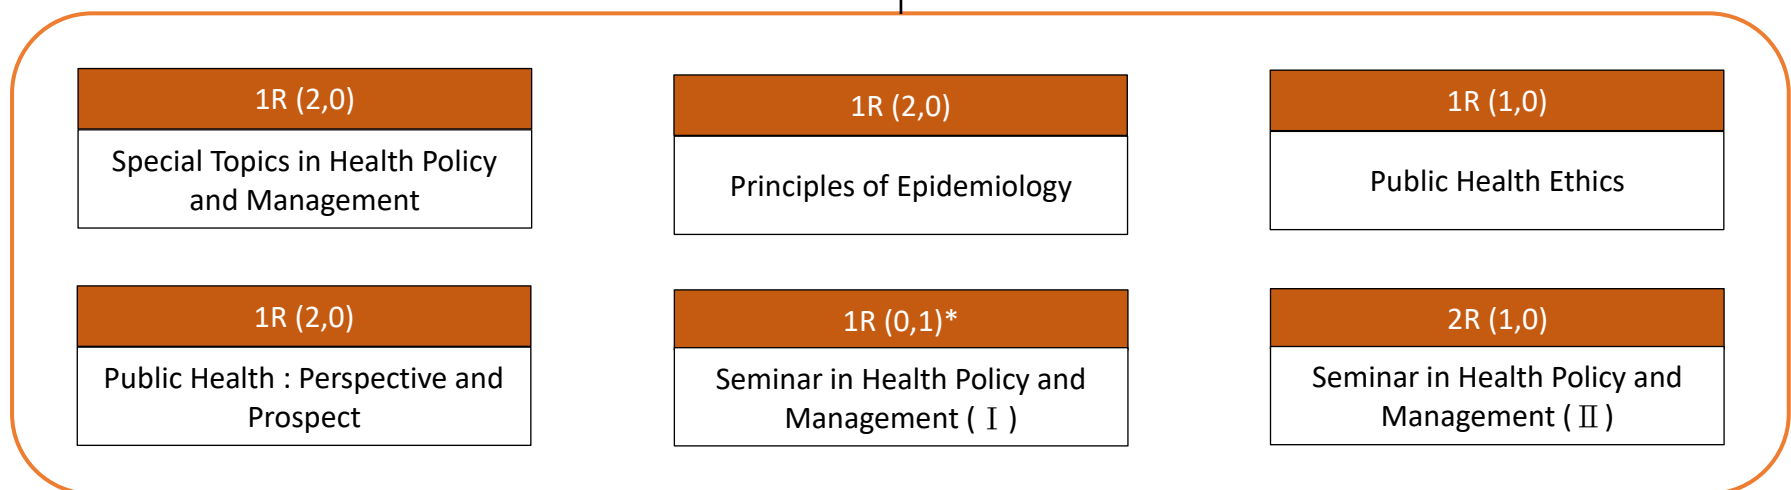 1R (2,0)
Special Topics in Health Policy
and Management
1R (2,0)
Principles of Epidemiology
1R (1,0)
Public Health Ethics
1R (2,0)
Public Health : Perspective and
Prospect
1R (0,1)*
Seminar in Health Policy and
Management ( Ⅰ )
2R (1,0)
Seminar in Health Policy and
Management ( Ⅱ )